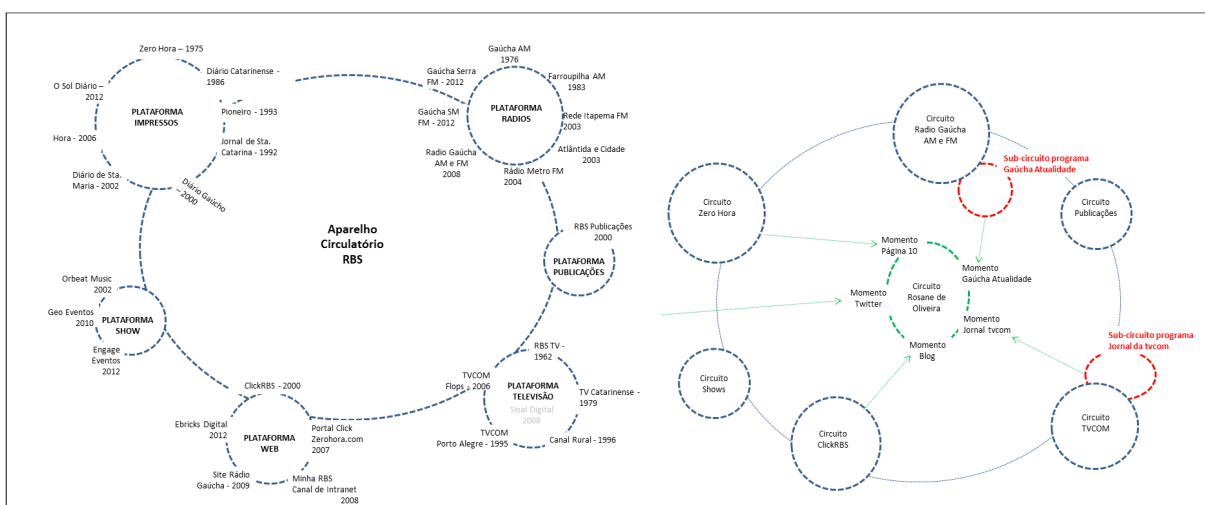 Zero Hora – 1975
Diário Catarinense -
1986
O Sol Diário –
2012
PLATAFORMA
IMPRESSOS
Pioneiro – 1993
Hora - 2006
Jornal de Sta.
Catarina - 1992
Diário de Sta.
Maria - 2002
Diário Gaúcho
– 2000
Gaúcha AM
1976
Gaúcha Serra
FM - 2012
Farroupilha AM
1983
PLATAFORMA
RADIOS
Gaúcha SM
FM - 2012
Rede Itapema FM
2003
Atlântida e Cidade
2003
Radio Gaúcha
AM e FM
2008
Rádio Metro FM
2004
Aparelho
Circulatório
RBS
RBS Publicações
2000
PLATAFORMA
PUBLICAÇÕES
Orbeat Music
2002
Geo Eventos
2010
PLATAFORMA
SHOW
Engage
Eventos
2012
RBS TV -
1962
TVCOM
Flops - 2006
PLATAFORMA
TELEVISÃO
Sinal Digital
2008
TV Catarinense -
1979
TVCOM
Porto Alegre - 1995
Canal Rural - 1996
ClickRBS - 2000
Ebricks Digital
2012
PLATAFORMA
WEB
Portal Click
Zerohora.com
2007
Site Rádio
Gaúcha - 2009
Minha RBS
Canal de Intranet
2008
Circuito
Radio Gaúcha
AM e FM
Sub-circuito programa
Gaúcha Atualidade
Circuito
Zero Hora
Circuito
Publicações
Momento
Página 10
Momento
Gaúcha Atualidade
Circuito
Rosane de
Oliveira
Momento
Twitter
Momento
Jornal tvcom
Momento
Blog
Sub-circuito programa
Jornal da tvcom
Circuito
Shows
Circuito
ClickRBS
Circuito
TVCOM